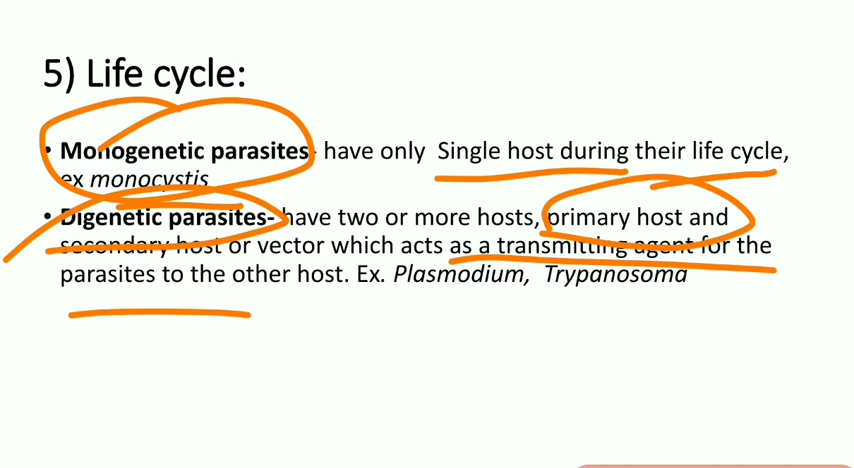 5) Life cycle:
• Monogenetic parasites- have only Single host during their life cycle,
ex monocystis
• Digenetic parasites- have two or more hosts, primary host and
secondary host or vector which acts as a transmitting agent for the
parasites to the other host. Ex. Plasmodium, Trypanosoma